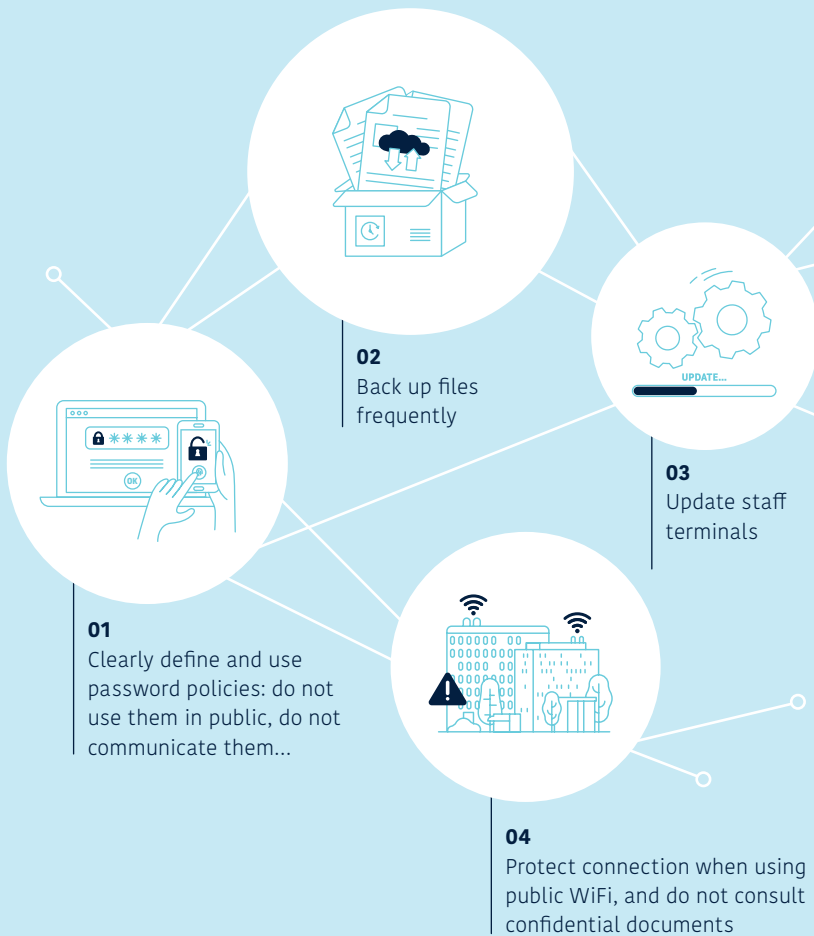 02
Back up files
frequently
UPDATE...
03
Update staff
terminals
****
OK
01
Clearly define and use
password policies: do not
use them in public, do not
communicate them...
04
Protect connection when using
public WiFi, and do not consult
confidential documents